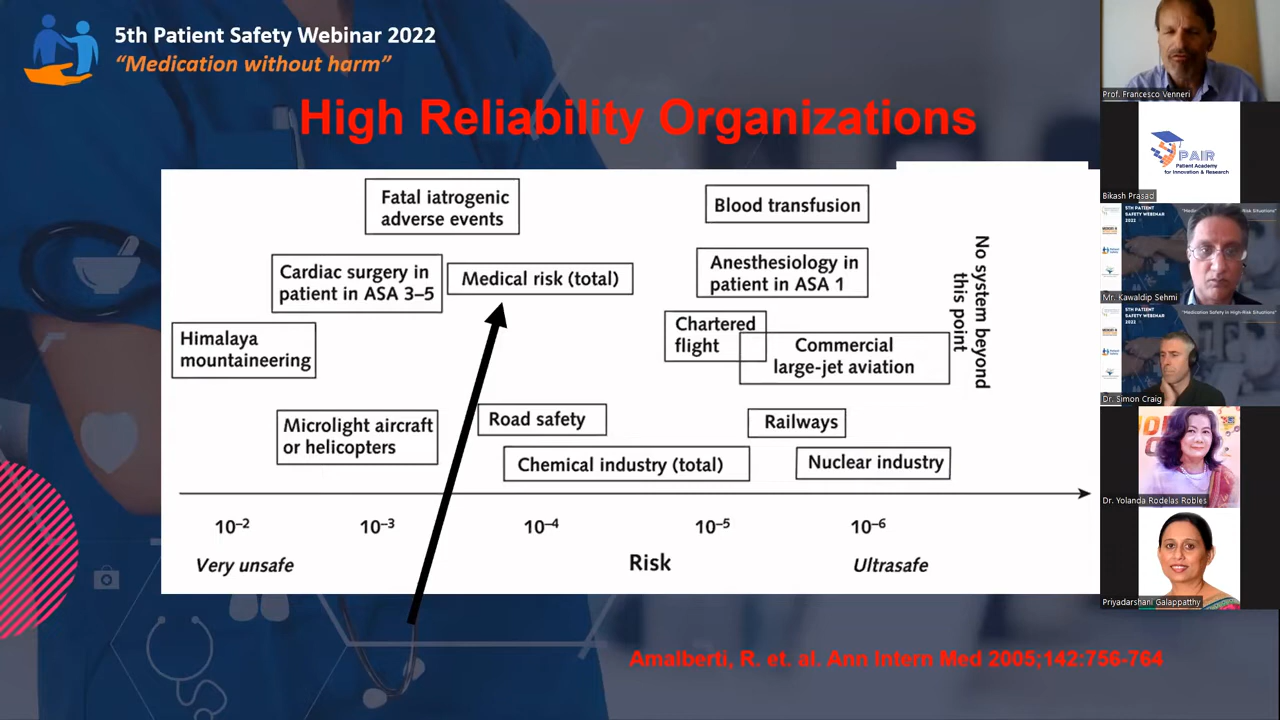 5th Patient Safety Webinar 2022
“Medication without harm”
High Reliability Organizations
Fatal iatrogenic
adverse events
Blood transfusion
Cardiac surgery in
patient in ASA 3–5
Medical risk (total)
Anesthesiology in
patient in ASA 1
No system beyond
this point
Himalaya
mountaineering
Chartered
flight
Commercial
large-jet aviation
Microlight aircraft
or helicopters
Road safety
Railways
Chemical industry (total)
Nuclear industry
10–2
10–3
10–4
10–5
10–6
Very unsafe
Risk
Ultrasafe
Amalberti, R. et. al. Ann Intern Med 2005;142:756-764
Prof. Francesco Venneri
PAIR
Patient Academy
for Innovation & Research
Bikash Prasad
5TH PATIENT
SAFETY WEBINAR
2022
Mr. Kawaldip Sehmi
5TH PATIENT
SAFETY WEBINAR
2022
"Medication Safety in High-Risk Situations"
Dr. Simon Craig
Dr. Yolanda Rodelas Robles
Priyadarshani Galappatthy